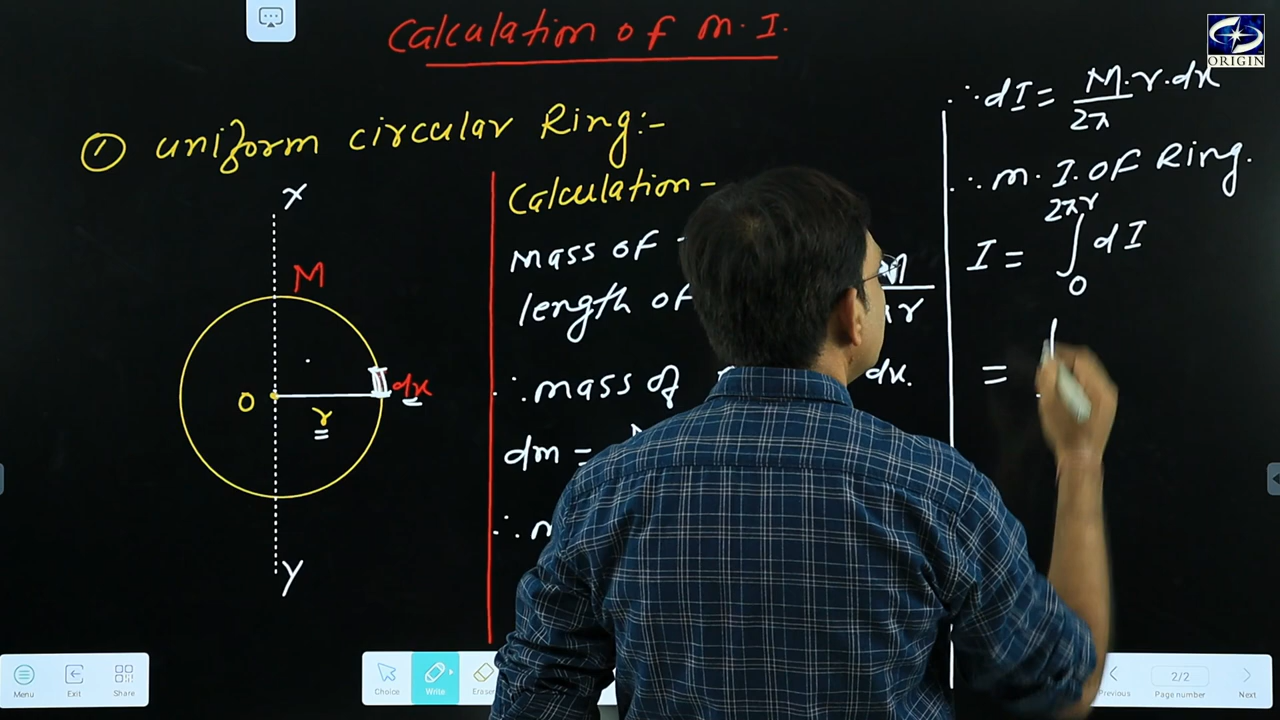 Calculation of M.I.
ORIGIN
① uniform circular Ring:-
X
M
O
r
dx
Y
Calculation-
Mass of
length of
M
r
∴ mass of dx.
dm =
∴ m
∴ dI = M/2π . r . dx
∴ M.I. of Ring.
I = ∫₀^2πr dI
=
Menu
Exit
Share
Choice
Write
Eraser
Previous
2/2
Page number
Next